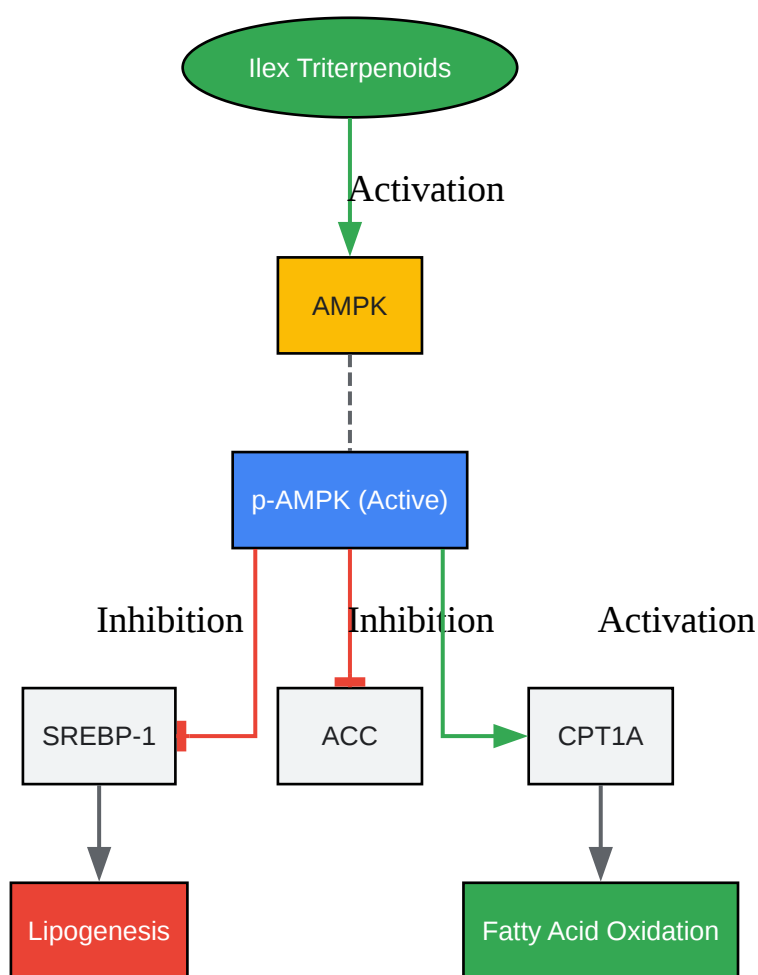 Ilex Triterpenoids
Activation
AMPK
p-AMPK (Active)
Inhibition
Inhibition
Activation
SREBP-1
ACC
CPT1A
Lipogenesis
Fatty Acid Oxidation